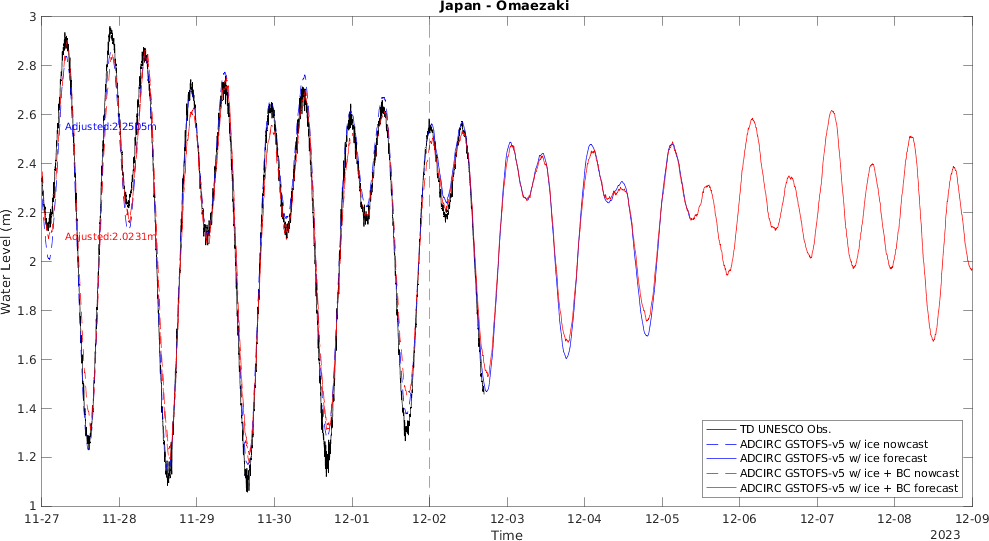 Japan - Omaezaki
Water Level (m)
3
2.8
2.6
2.4
2.2
2
1.8
1.6
1.4
1.2
1
Adjusted:2.2505m
Adjusted:2.0231m
TD UNESCO Obs.
ADCIRC GSTOFS-v5 w/ ice nowcast
ADCIRC GSTOFS-v5 w/ ice forecast
ADCIRC GSTOFS-v5 w/ ice + BC nowcast
ADCIRC GSTOFS-v5 w/ ice + BC forecast
11-27 11-28 11-29 11-30 12-01 12-02 12-03 12-04 12-05 12-06 12-07 12-08 12-09
Time
2023